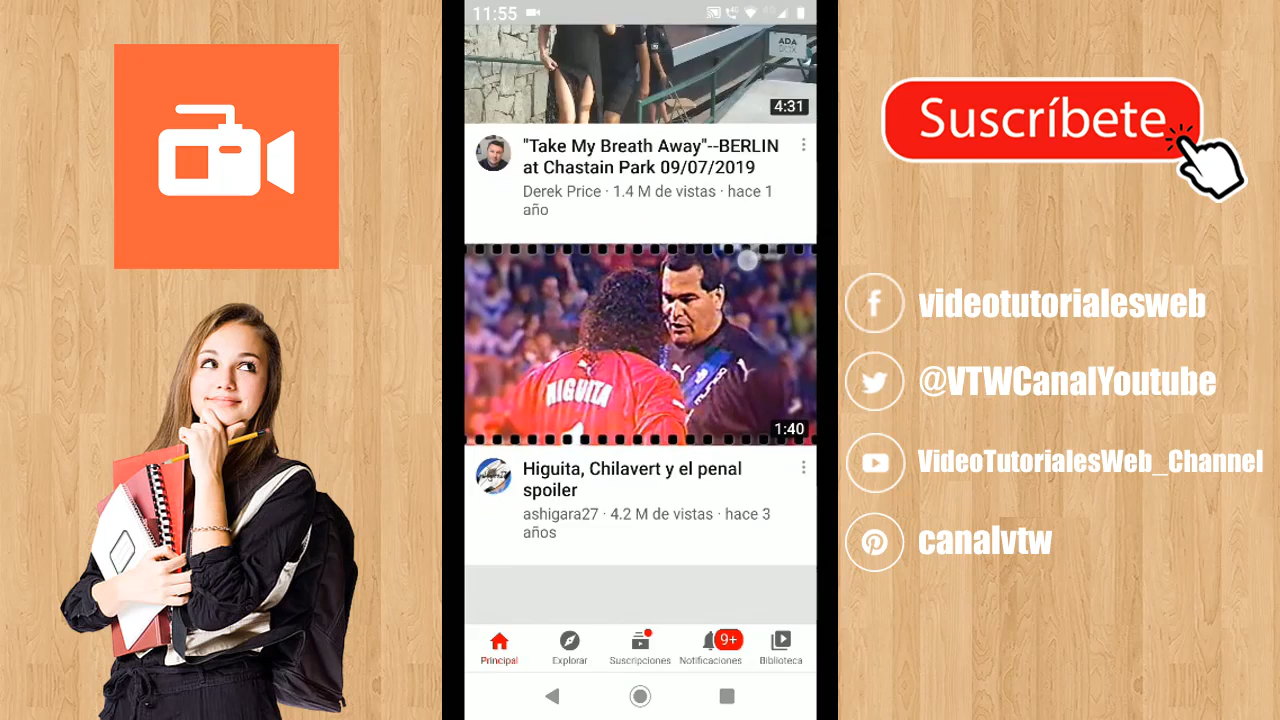 11:55
ADA
BOX
4:31
"Take My Breath Away"--BERLIN
at Chastain Park 09/07/2019
Derek Price · 1.4 M de vistas · hace 1
año
HIGUITA
1
1:40
Higuita, Chilavert y el penal
spoiler
ashigara27 · 4.2 M de vistas · hace 3
años
9+
Principal
Explorar
Suscripciones
Notificaciones
Biblioteca
Suscríbete
videotutorialesweb
@VTWCanalYoutube
VideoTutorialesWeb_Channel
canalvtw